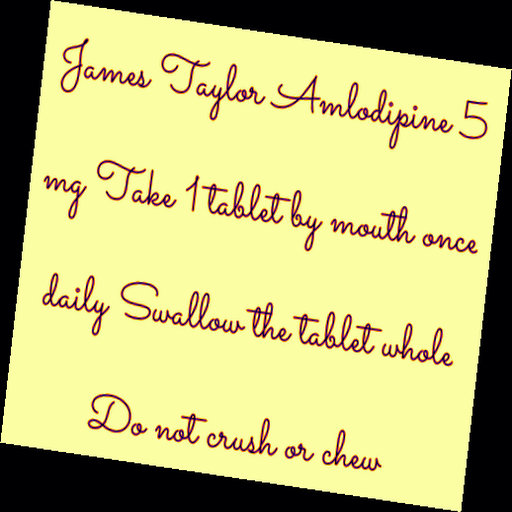 James Taylor Amlodipine 5
mg Take 1 tablet by mouth once
daily Swallow the tablet whole
Do not crush or chew